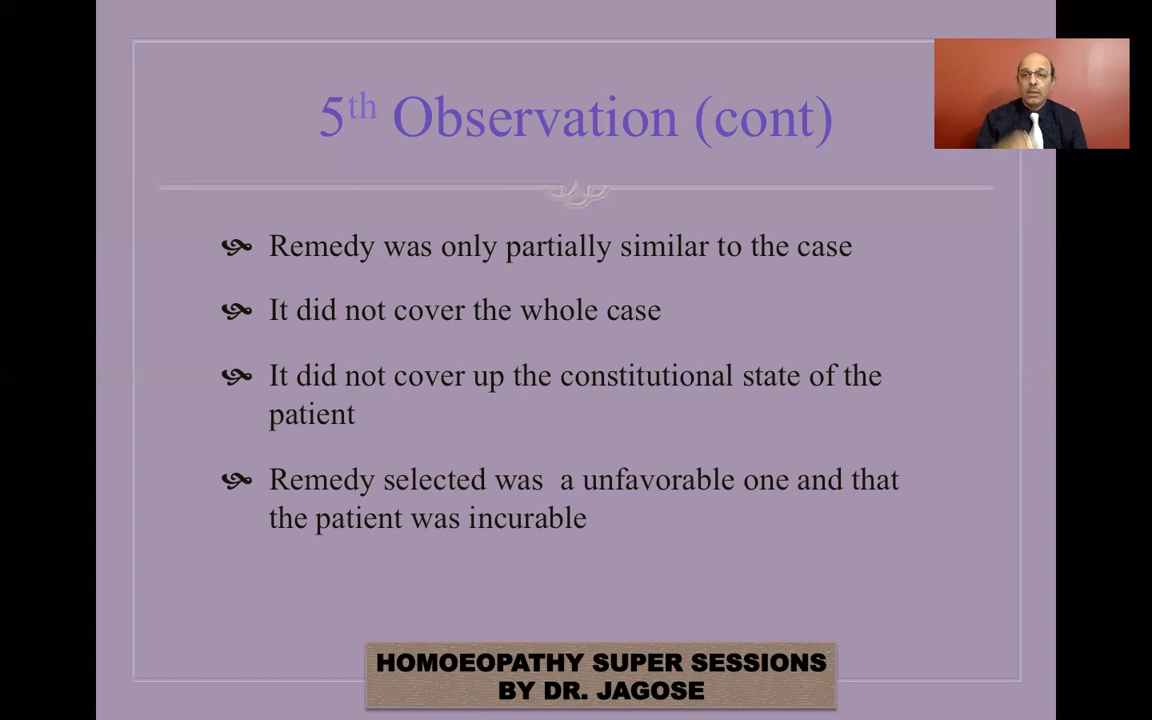 5th Observation (cont)
Remedy was only partially similar to the case
It did not cover the whole case
It did not cover up the constitutional state of the
patient
Remedy selected was a unfavorable one and that
the patient was incurable
HOMOEOPATHY SUPER SESSIONS
BY DR. JAGOSE